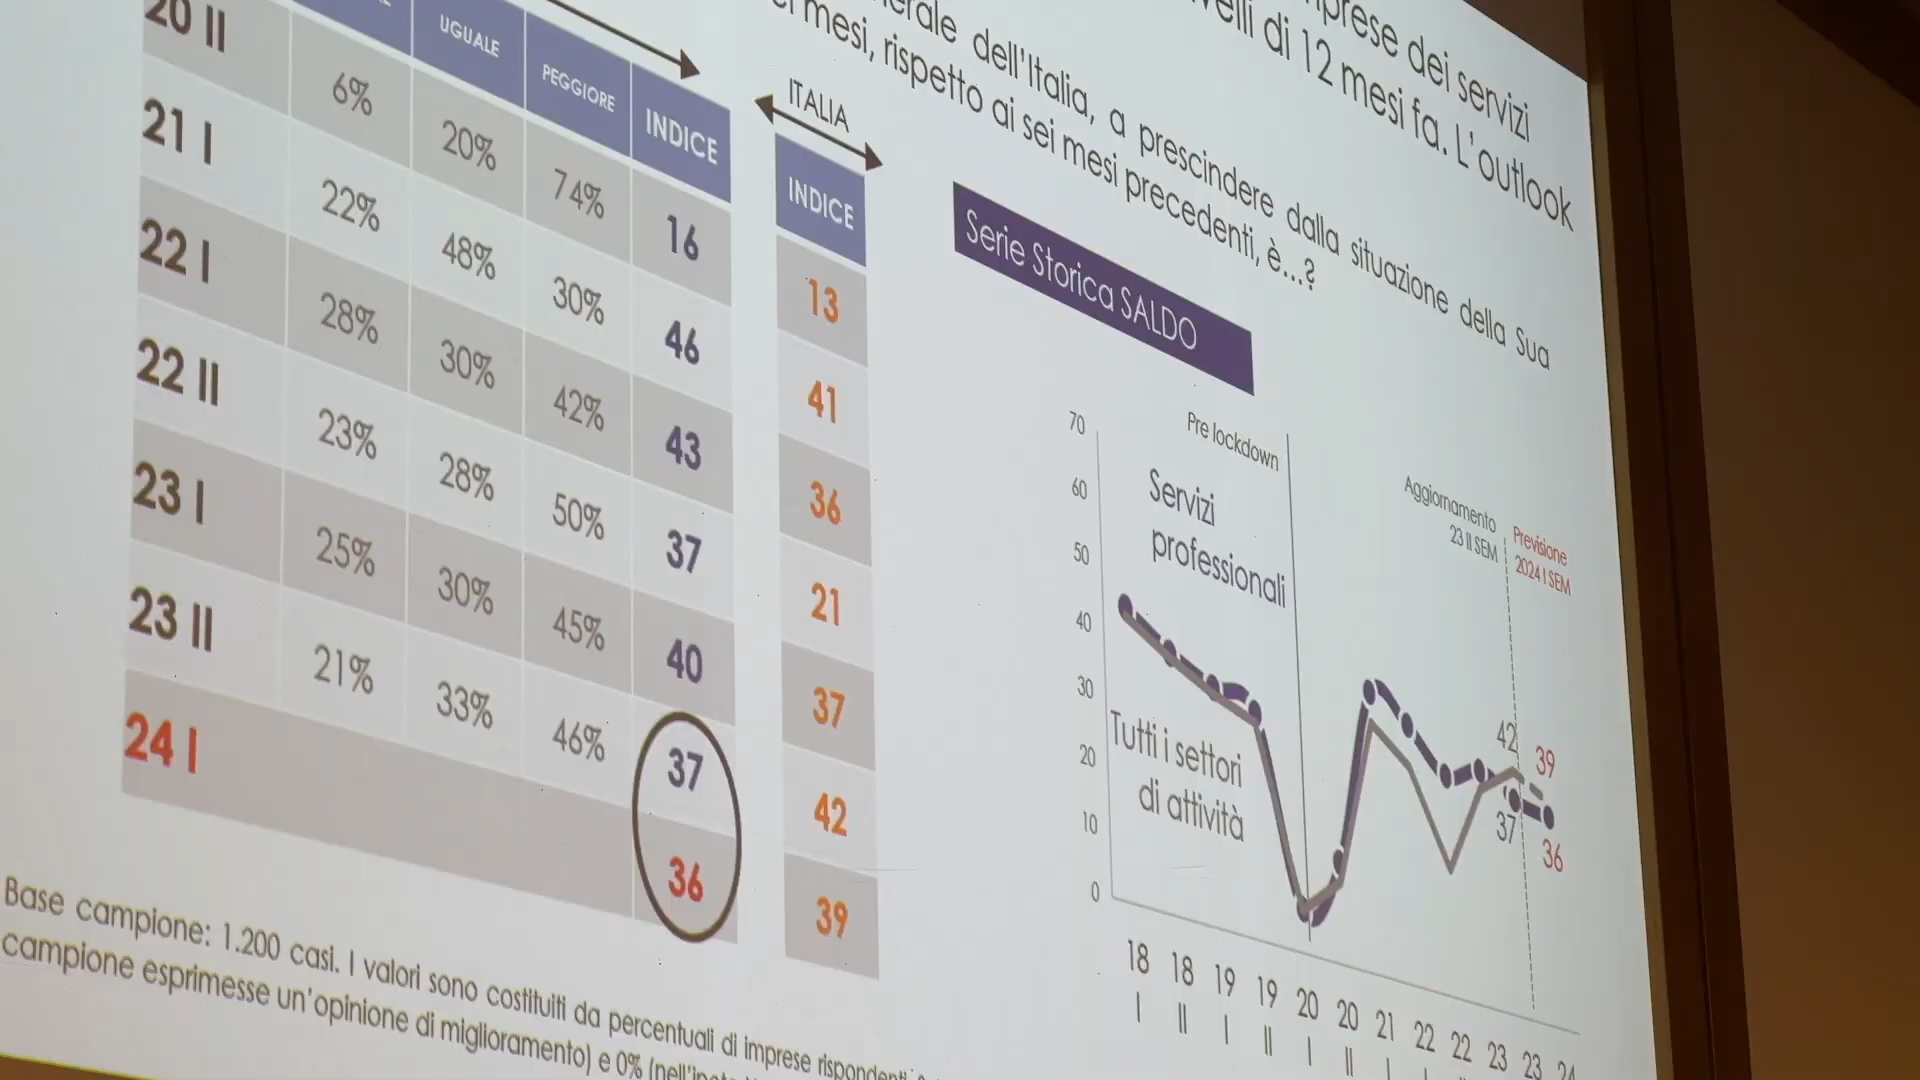 UGUALE
PEGGIORE
INDICE
20 II
6%
20%
74%
16
21 I
22%
48%
30%
46
22 I
28%
30%
42%
43
22 II
23%
28%
50%
37
23 I
25%
30%
45%
40
23 II
21%
33%
46%
37
24 I
36
ITALIA
INDICE
13
41
36
21
37
42
39
dell'Italia, a prescindere dalla situazione della Sua
mesi, rispetto ai sei mesi precedenti, è...?
dei servizi
di 12 mesi fa. L'outlook
Serie Storica SALDO
70
60
50
40
30
20
10
0
Pre lockdown
Servizi
professionali
Tutti i settori
di attività
Aggiornamento
23 II SEM
Previsione
2024 I SEM
42
39
37
36
18 18 19 19 20 20 21 22 22 23 23 24
I II I II I II I
Base campione: 1.200 casi. I valori sono costituiti da percentuali di imprese rispondenti
campione esprimesse un'opinione di miglioramento) e 0%